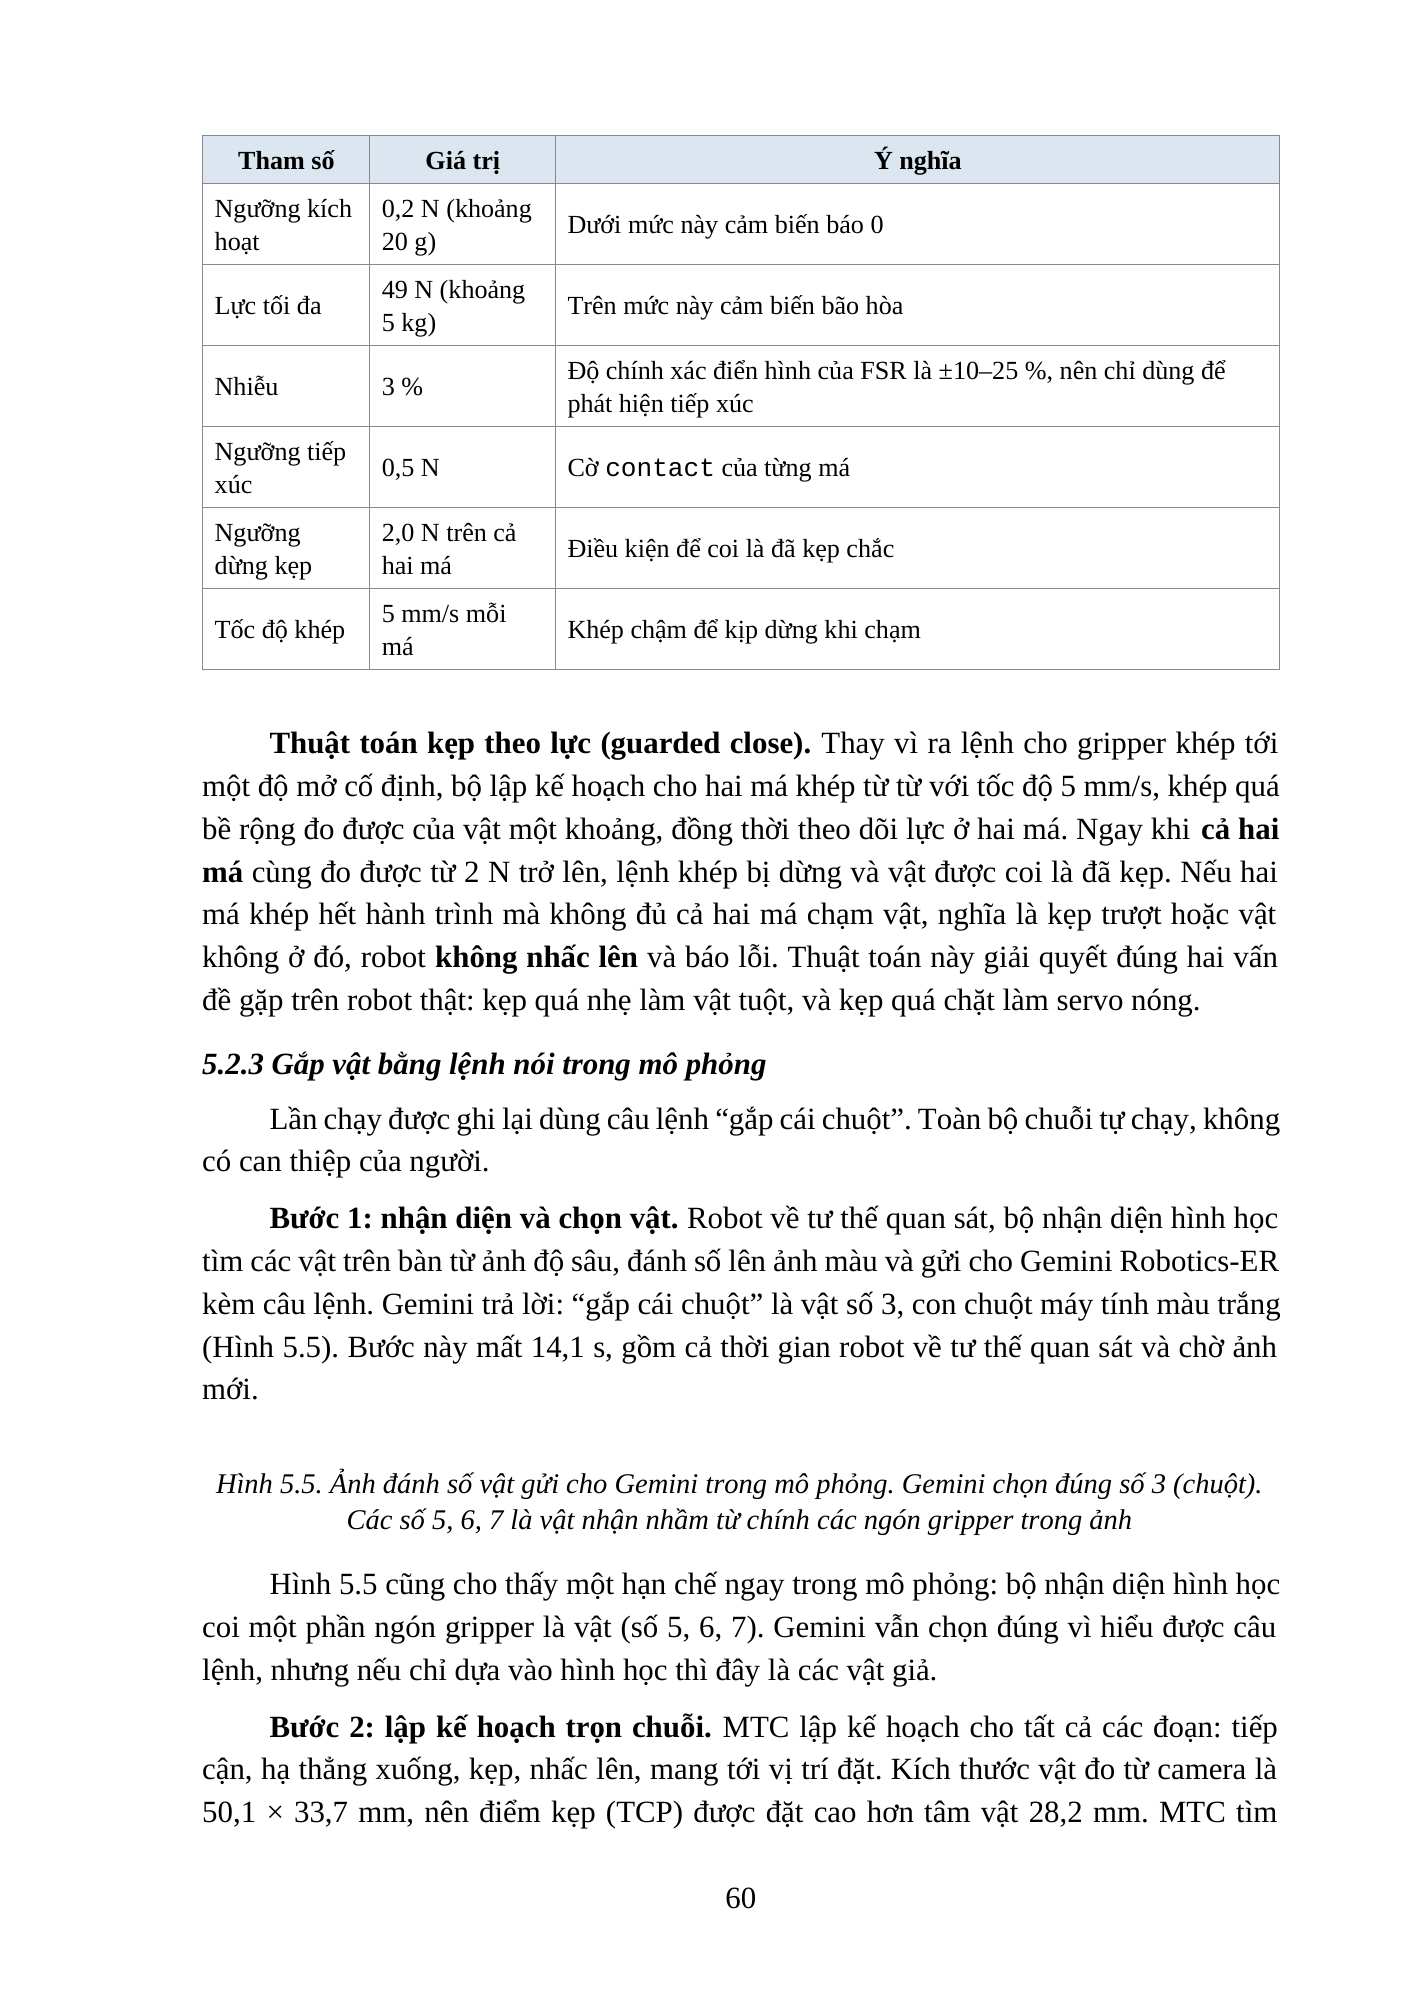 Tham số Giá trị Ý nghĩa
Ngưỡng kích hoạt 0,2 N (khoảng 20 g) Dưới mức này cảm biến báo 0
Lực tối đa 49 N (khoảng 5 kg) Trên mức này cảm biến bão hòa
Nhiễu 3 % Độ chính xác điển hình của FSR là ±10–25 %, nên chỉ dùng để phát hiện tiếp xúc
Ngưỡng tiếp xúc 0,5 N Cờ contact của từng má
Ngưỡng dừng kẹp 2,0 N trên cả hai má Điều kiện để coi là đã kẹp chắc
Tốc độ khép 5 mm/s mỗi má Khép chậm để kịp dừng khi chạm
Thuật toán kẹp theo lực (guarded close). Thay vì ra lệnh cho gripper khép tới
một độ mở cố định, bộ lập kế hoạch cho hai má khép từ từ với tốc độ 5 mm/s, khép quá
bề rộng đo được của vật một khoảng, đồng thời theo dõi lực ở hai má. Ngay khi cả hai
má cùng đo được từ 2 N trở lên, lệnh khép bị dừng và vật được coi là đã kẹp. Nếu hai
má khép hết hành trình mà không đủ cả hai má chạm vật, nghĩa là kẹp trượt hoặc vật
không ở đó, robot không nhấc lên và báo lỗi. Thuật toán này giải quyết đúng hai vấn
đề gặp trên robot thật: kẹp quá nhẹ làm vật tuột, và kẹp quá chặt làm servo nóng.
5.2.3 Gắp vật bằng lệnh nói trong mô phỏng
Lần chạy được ghi lại dùng câu lệnh “gắp cái chuột”. Toàn bộ chuỗi tự chạy, không
có can thiệp của người.
Bước 1: nhận diện và chọn vật. Robot về tư thế quan sát, bộ nhận diện hình học
tìm các vật trên bàn từ ảnh độ sâu, đánh số lên ảnh màu và gửi cho Gemini Robotics-ER
kèm câu lệnh. Gemini trả lời: “gắp cái chuột” là vật số 3, con chuột máy tính màu trắng
(Hình 5.5). Bước này mất 14,1 s, gồm cả thời gian robot về tư thế quan sát và chờ ảnh
mới.
Hình 5.5. Ảnh đánh số vật gửi cho Gemini trong mô phỏng. Gemini chọn đúng số 3 (chuột).
Các số 5, 6, 7 là vật nhận nhầm từ chính các ngón gripper trong ảnh
Hình 5.5 cũng cho thấy một hạn chế ngay trong mô phỏng: bộ nhận diện hình học
coi một phần ngón gripper là vật (số 5, 6, 7). Gemini vẫn chọn đúng vì hiểu được câu
lệnh, nhưng nếu chỉ dựa vào hình học thì đây là các vật giả.
Bước 2: lập kế hoạch trọn chuỗi. MTC lập kế hoạch cho tất cả các đoạn: tiếp
cận, hạ thẳng xuống, kẹp, nhấc lên, mang tới vị trí đặt. Kích thước vật đo từ camera là
50,1 × 33,7 mm, nên điểm kẹp (TCP) được đặt cao hơn tâm vật 28,2 mm. MTC tìm
60